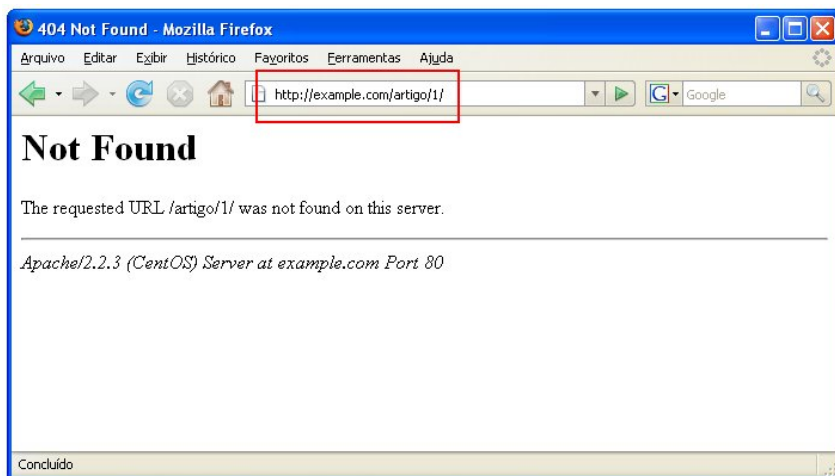 404 Not Found - Mozilla Firefox
Arquivo Editar Exibir Histórico Favoritos Ferramentas Ajuda
http://example.com/artigo/1/ G Google
Not Found
The requested URL /artigo/1/ was not found on this server.
Apache/2.2.3 (CentOS) Server at example.com Port 80
Concluído